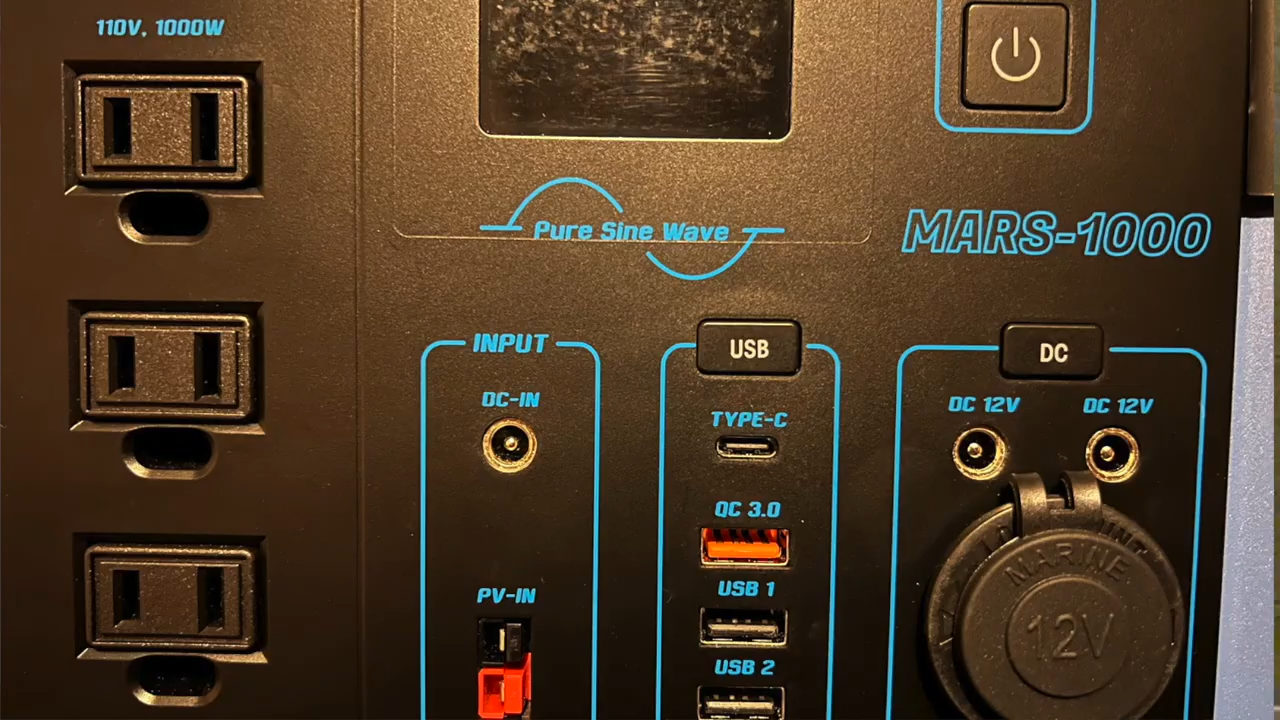 110V, 1000W
Pure Sine Wave
MARS-1000
INPUT
DC-IN
PV-IN
USB
TYPE-C
QC 3.0
USB 1
USB 2
DC
DC 12V
DC 12V
MARINE
12V